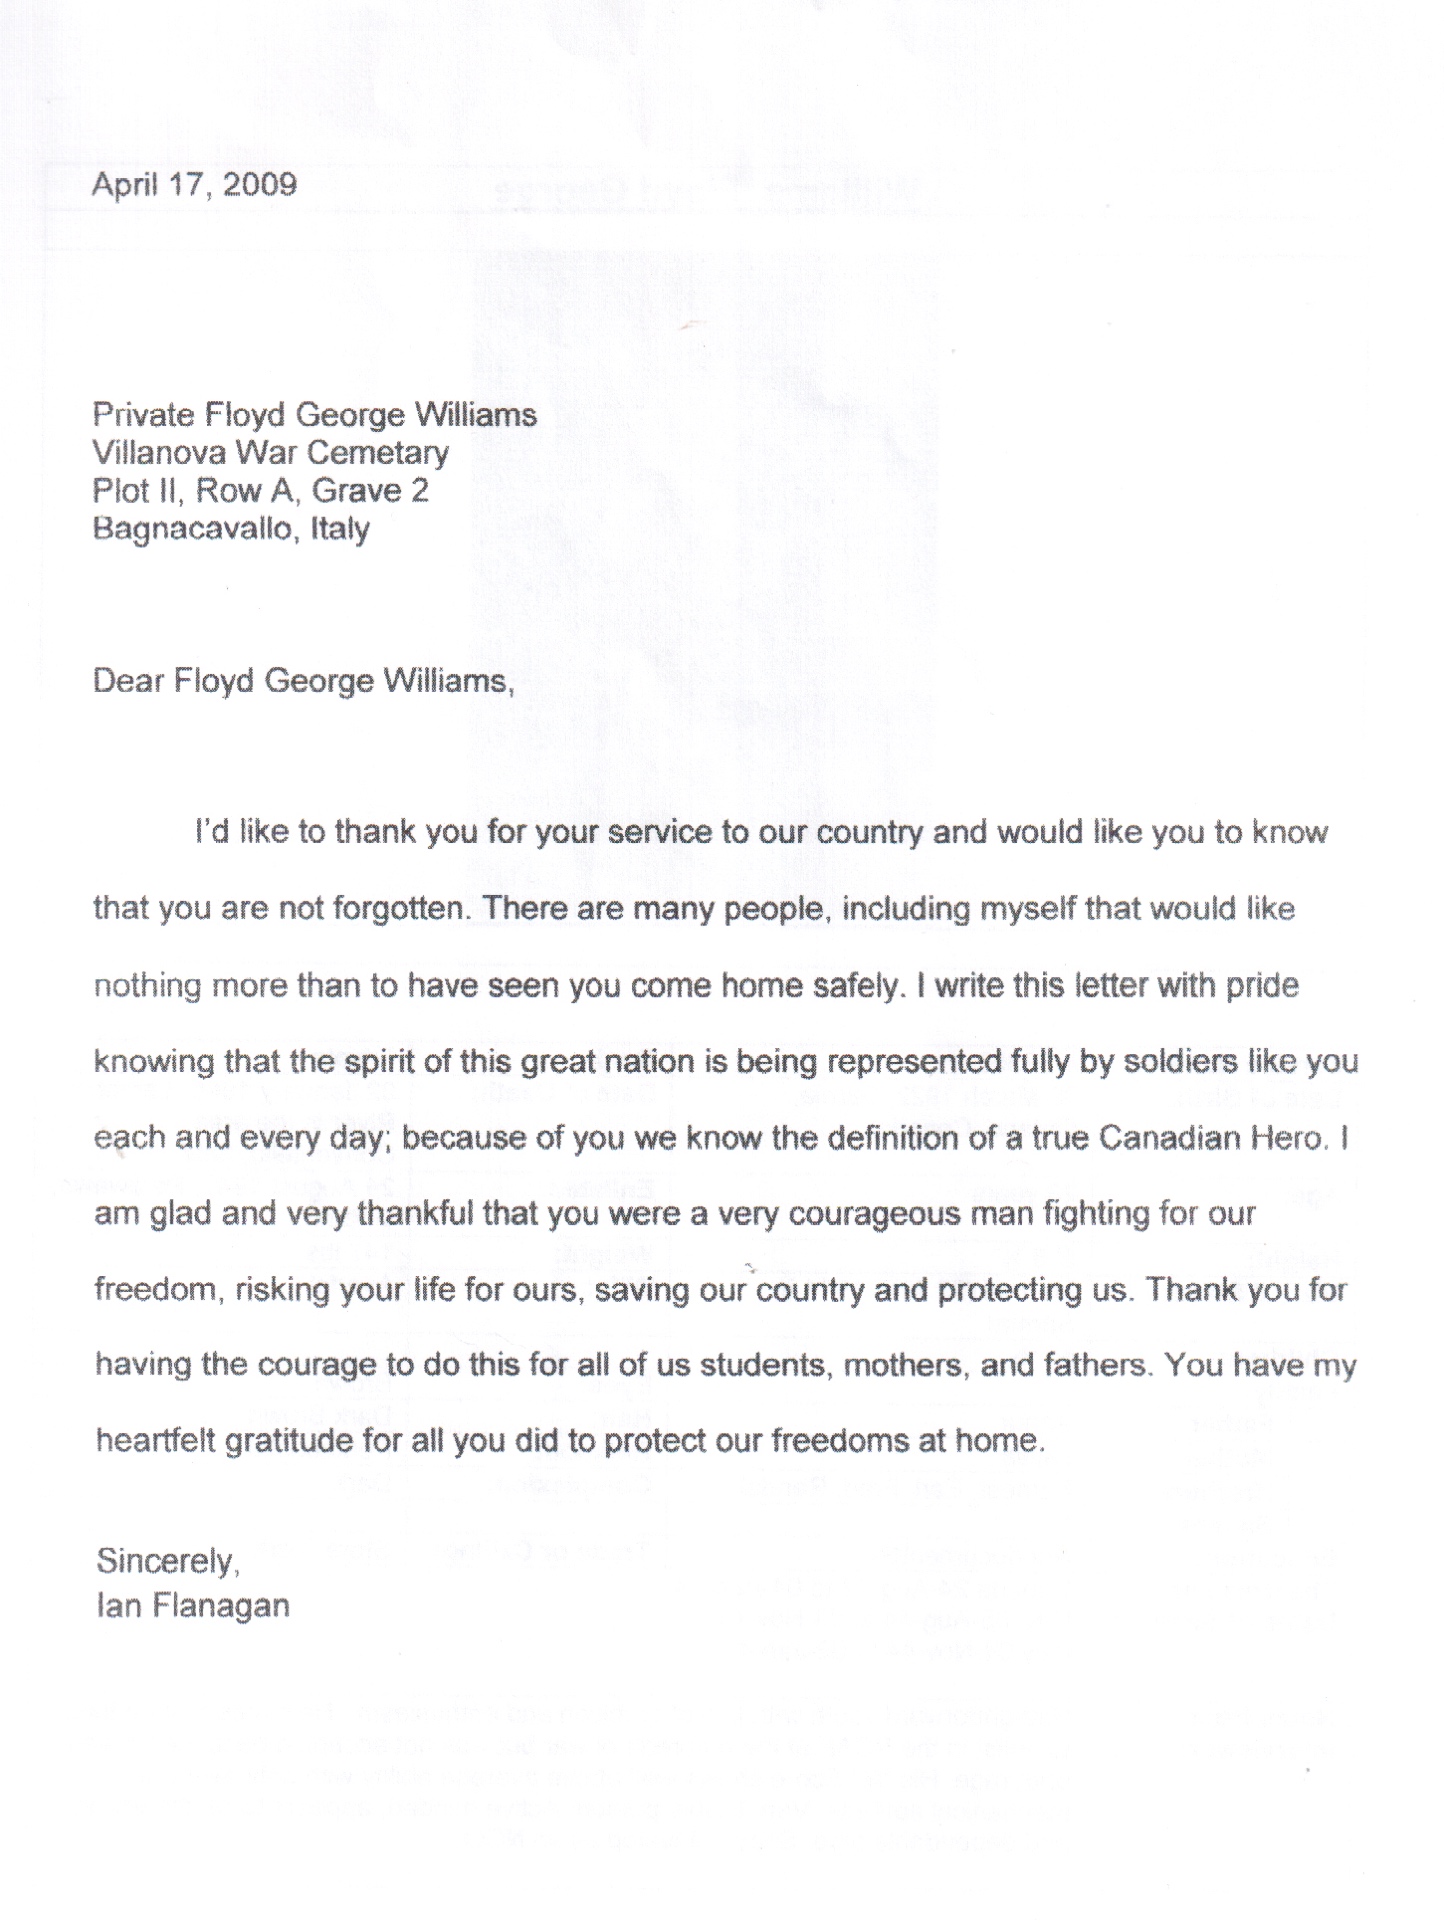 April 17, 2009
Private Floyd George Williams
Villanova War Cemetary
Plot II, Row A, Grave 2
Bagnacavallo, Italy
Dear Floyd George Williams,
I'd like to thank you for your service to our country and would like you to know
that you are not forgotten. There are many people, including myself that would like
nothing more than to have seen you come home safely. I write this letter with pride
knowing that the spirit of this great nation is being represented fully by soldiers like you
each and every day; because of you we know the definition of a true Canadian Hero. I
am glad and very thankful that you were a very courageous man fighting for our
freedom, risking your life for ours, saving our country and protecting us. Thank you for
having the courage to do this for all of us students, mothers, and fathers. You have my
heartfelt gratitude for all you did to protect our freedoms at home.
Sincerely,
Ian Flanagan